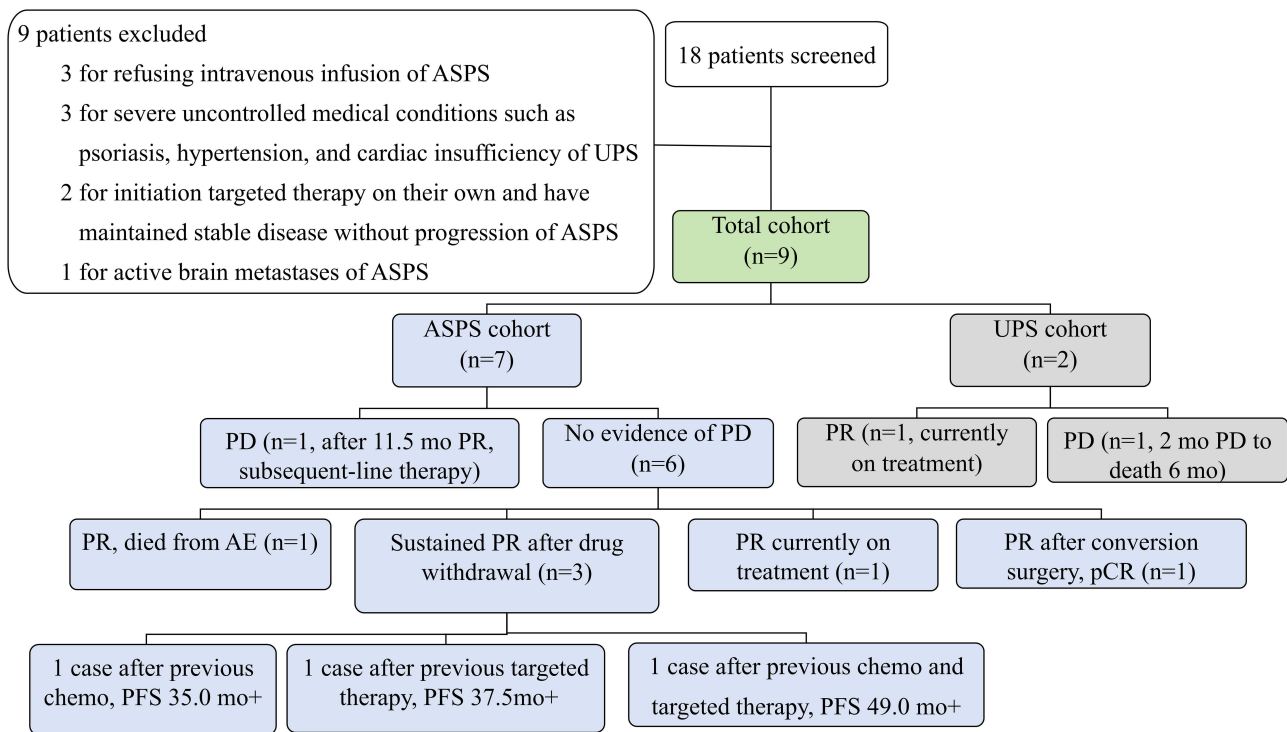 9 patients excluded
3 for refusing intravenous infusion of ASPS
3 for severe uncontrolled medical conditions such as
psoriasis, hypertension, and cardiac insufficiency of UPS
2 for initiation targeted therapy on their own and have
maintained stable disease without progression of ASPS
1 for active brain metastases of ASPS
18 patients screened
Total cohort
(n=9)
ASPS cohort
(n=7)
UPS cohort
(n=2)
PD (n=1, after 11.5 mo PR,
subsequent-line therapy)
No evidence of PD
(n=6)
PR (n=1, currently
on treatment)
PD (n=1, 2 mo PD to
death 6 mo)
PR, died from AE (n=1)
Sustained PR after drug
withdrawal (n=3)
PR currently on
treatment (n=1)
PR after conversion
surgery, pCR (n=1)
1 case after previous
chemo, PFS 35.0 mo+
1 case after previous targeted
therapy, PFS 37.5mo+
1 case after previous chemo and
targeted therapy, PFS 49.0 mo+